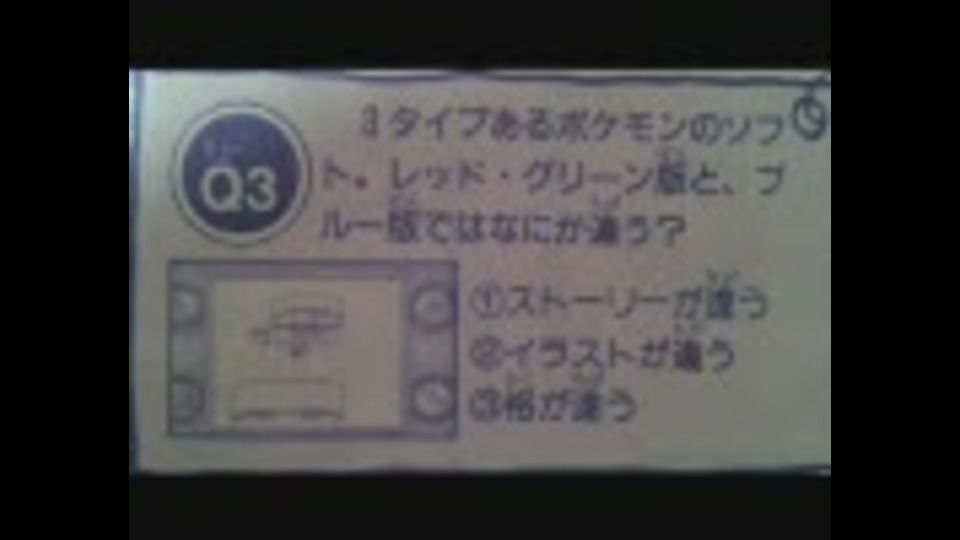 Q3
3タイプあるポケモンのソフ
ト。レッド・グリーン版と、ブ
ルー版ではなにが違う?
①ストーリーが違う
②イラストが違う
③格が違う